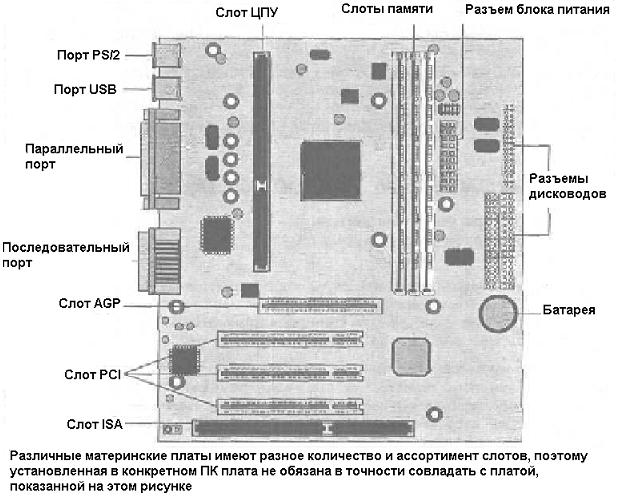 Слот ЦПУ
Слоты памяти
Разъем блока питания
Порт PS/2
Порт USB
Параллельный
порт
Разъемы
дисководов
Последовательный
порт
Слот AGP
Батарея
Слот PCI
Слот ISA
Различные материнские платы имеют разное количество и ассортимент слотов, поэтому
установленная в конкретном ПК плата не обязана в точности совладать с платой,
показанной на этом рисунке